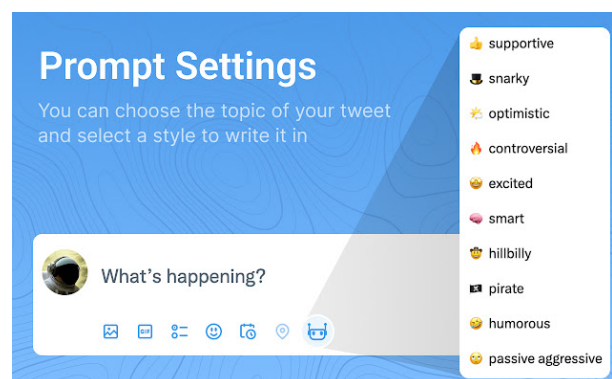 Prompt Settings
You can choose the topic of your tweet
and select a style to write it in
What's happening?
GIF
👍 supportive
🎩 snarky
🌤️ optimistic
🔥 controversial
🤩 excited
🧠 smart
🤠 hillbilly
🏴‍☠️ pirate
🤣 humorous
🙄 passive aggressive